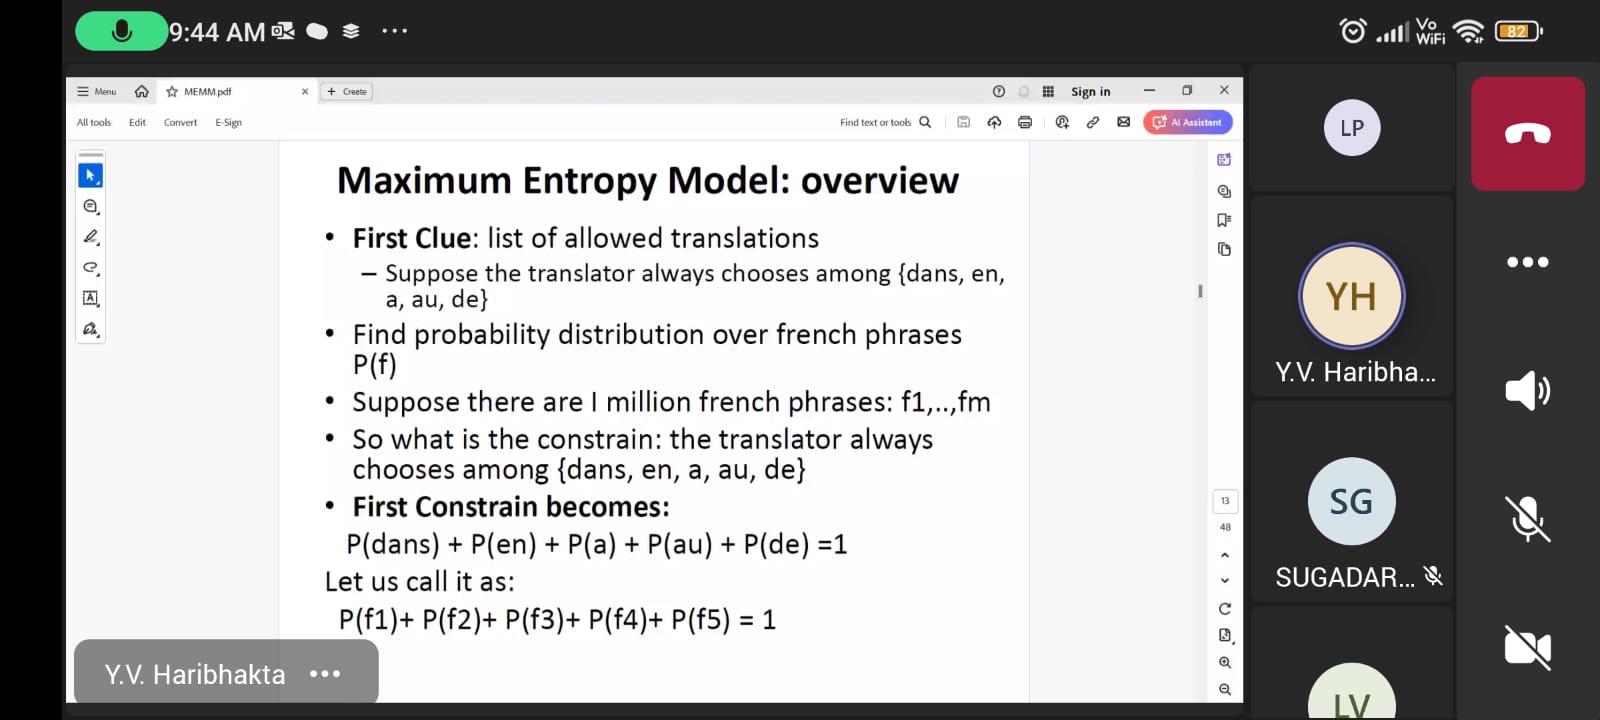 9:44 AM
Vo
WiFi
82
Menu
MEMM.pdf
+ Create
Sign in
All tools
Edit
Convert
E-Sign
Find text or tools
AI Assistant
Maximum Entropy Model: overview
• First Clue: list of allowed translations
– Suppose the translator always chooses among {dans, en,
a, au, de}
• Find probability distribution over french phrases
P(f)
• Suppose there are I million french phrases: f1,..,fm
• So what is the constrain: the translator always
chooses among {dans, en, a, au, de}
• First Constrain becomes:
P(dans) + P(en) + P(a) + P(au) + P(de) =1
Let us call it as:
P(f1)+ P(f2)+ P(f3)+ P(f4)+ P(f5) = 1
13
48
Y.V. Haribhakta
LP
YH
Y.V. Haribha...
SG
SUGADAR...
LV